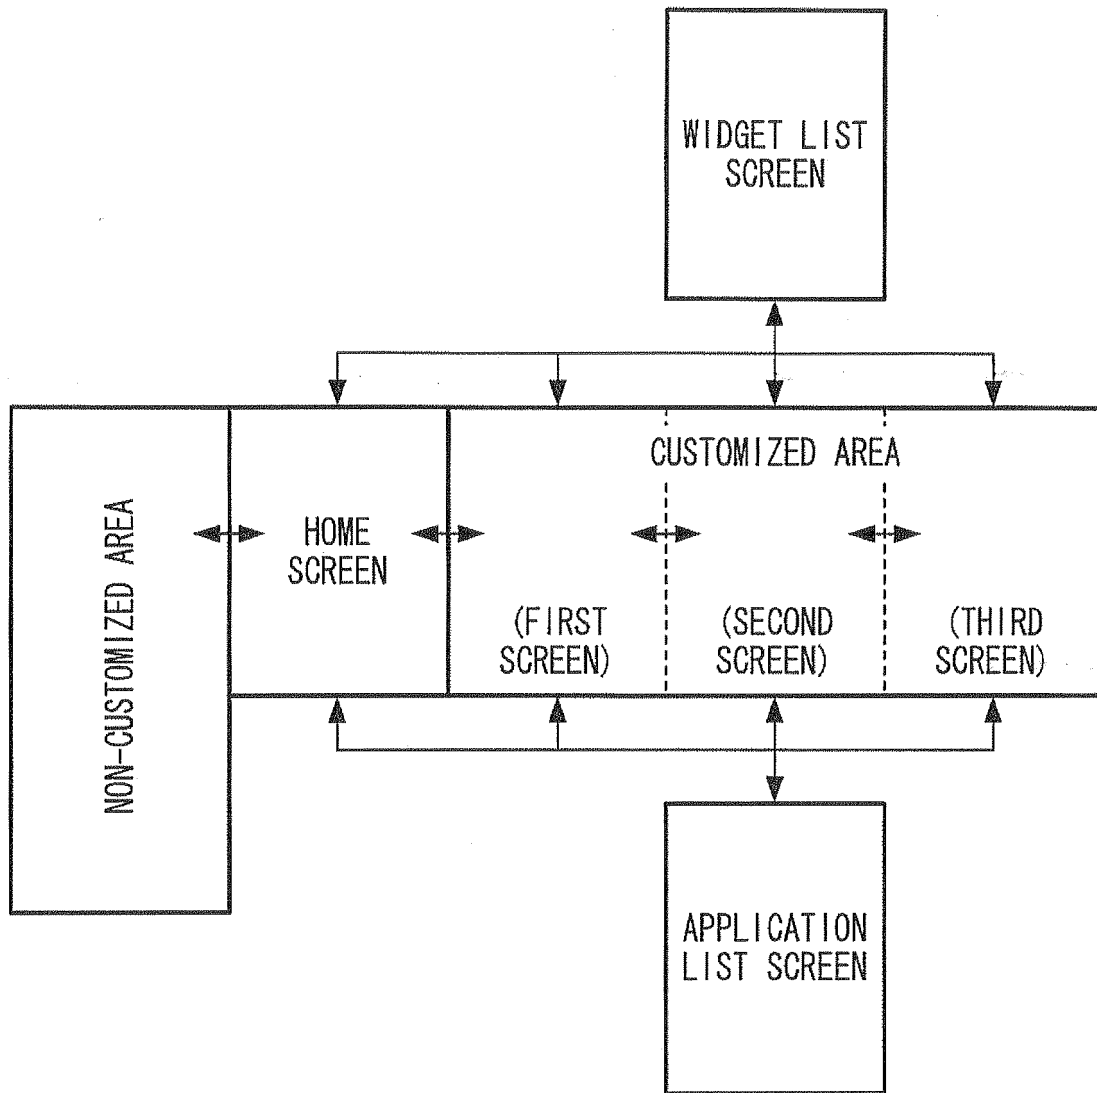 WIDGET LIST
SCREEN
CUSTOMIZED AREA
NON-CUSTOMIZED AREA
HOME
SCREEN
(FIRST
SCREEN)
(SECOND
SCREEN)
(THIRD
SCREEN)
APPLICATION
LIST SCREEN